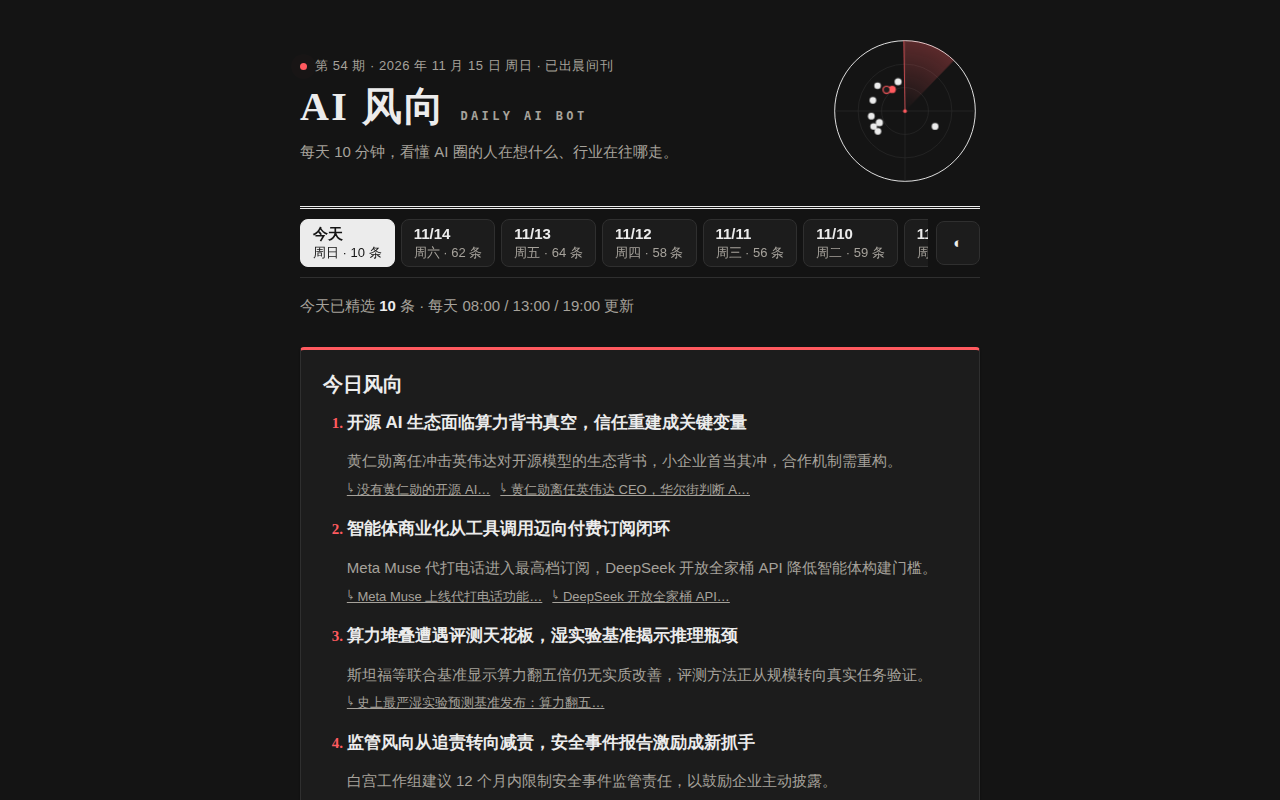 第 54 期 · 2026 年 11 月 15 日 周日 · 已出晨间刊
AI 风向 DAILY AI BOT
每天 10 分钟，看懂 AI 圈的人在想什么、行业在往哪走。
今天
周日 · 10 条
11/14
周六 · 62 条
11/13
周五 · 64 条
11/12
周四 · 58 条
11/11
周三 · 56 条
11/10
周二 · 59 条
今天已精选 10 条 · 每天 08:00 / 13:00 / 19:00 更新
今日风向
1. 开源 AI 生态面临算力背书真空，信任重建成关键变量
黄仁勋离任冲击英伟达对开源模型的生态背书，小企业首当其冲，合作机制需重构。
↳ 没有黄仁勋的开源 AI… ↳ 黄仁勋离任英伟达 CEO，华尔街判断 A…
2. 智能体商业化从工具调用迈向付费订阅闭环
Meta Muse 代打电话进入最高档订阅，DeepSeek 开放全家桶 API 降低智能体构建门槛。
↳ Meta Muse 上线代打电话功能… ↳ DeepSeek 开放全家桶 API…
3. 算力堆叠遭遇评测天花板，湿实验基准揭示推理瓶颈
斯坦福等联合基准显示算力翻五倍仍无实质改善，评测方法正从规模转向真实任务验证。
↳ 史上最严湿实验预测基准发布：算力翻五…
4. 监管风向从追责转向减责，安全事件报告激励成新抓手
白宫工作组建议 12 个月内限制安全事件监管责任，以鼓励企业主动披露。